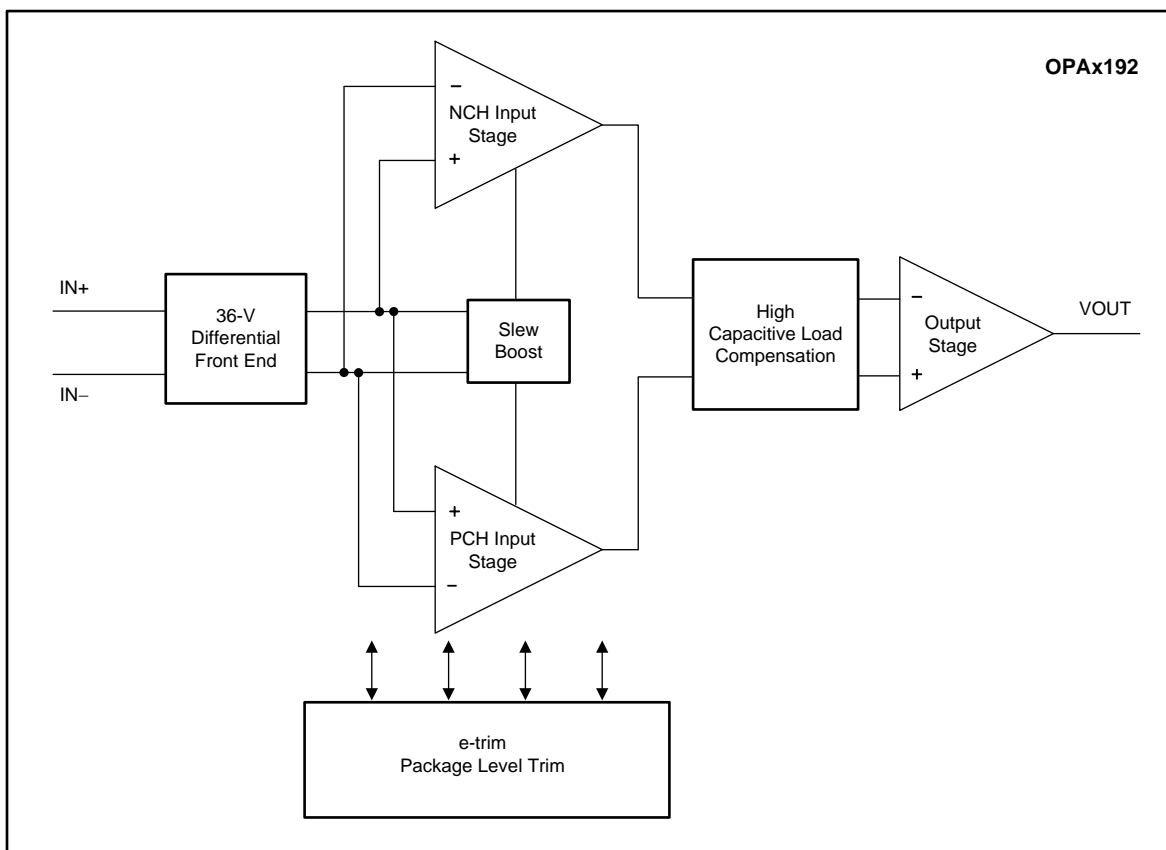 OPAx192
−
NCH Input
Stage
+
IN+
IN−
36-V
Differential
Front End
Slew
Boost
High
Capacitive Load
Compensation
−
Output
Stage
+
VOUT
+
PCH Input
Stage
−
e-trim
Package Level Trim